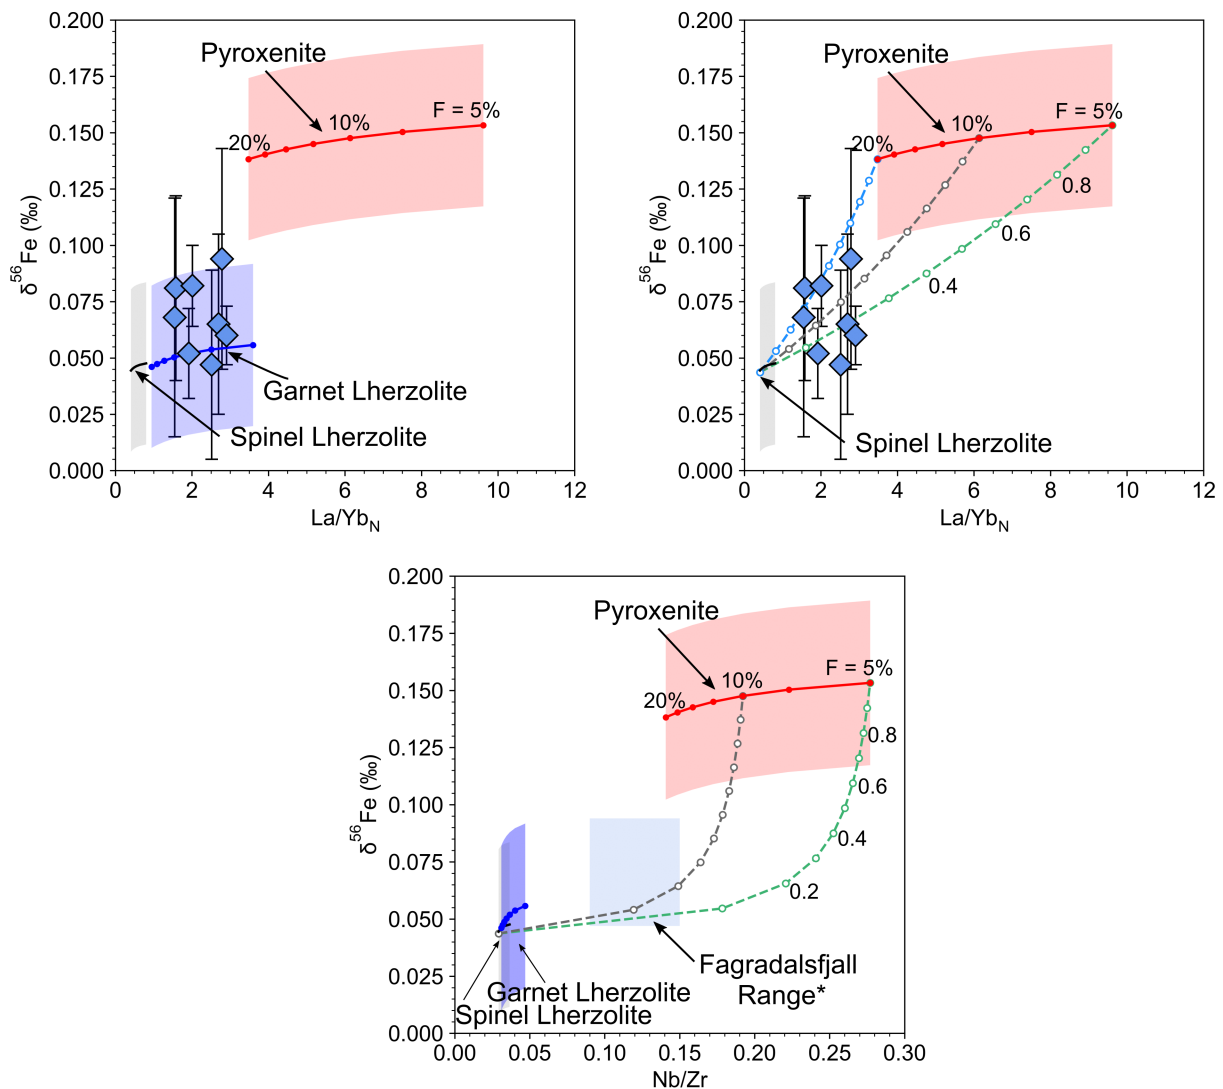 0.200
0.175
0.150
0.125
0.100
0.075
0.050
0.025
0.000
δ⁵⁶Fe (‰)
Pyroxenite
F = 5%
10%
20%
Garnet Lherzolite
Spinel Lherzolite
0 2 4 6 8 10 12
La/Yb_N
0.200
0.175
0.150
0.125
0.100
0.075
0.050
0.025
0.000
δ⁵⁶Fe (‰)
Pyroxenite
F = 5%
10%
20%
0.8
0.6
0.4
Spinel Lherzolite
0 2 4 6 8 10 12
La/Yb_N
0.200
0.175
0.150
0.125
0.100
0.075
0.050
0.025
0.000
δ⁵⁶Fe (‰)
Pyroxenite
F = 5%
10%
20%
0.8
0.6
0.4
0.2
Fagradalsfjall
Range*
Garnet Lherzolite
Spinel Lherzolite
0.00 0.05 0.10 0.15 0.20 0.25 0.30
Nb/Zr